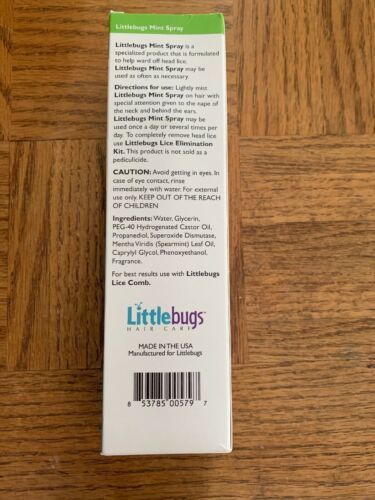 Littlebugs Mint Spray
Littlebugs Mint Spray is a
specialized product that is formulated
to help ward off head lice.
Littlebugs Mint Spray may be
used as often as necessary.
Directions for use: Lightly mist
Littlebugs Mint Spray on hair with
special attention given to the nape of
the neck and behind the ears.
Littlebugs Mint Spray may be
used once a day or several times per
day. To completely remove head lice
use Littlebugs Lice Elimination
Kit. This product is not sold as a
pediculicide.
CAUTION: Avoid getting in eyes. In
case of eye contact, rinse
immediately with water. For external
use only. KEEP OUT OF THE REACH
OF CHILDREN
Ingredients: Water, Glycerin,
PEG-40 Hydrogenated Castor Oil,
Propanediol, Superoxide Dismutase,
Mentha Viridis (Spearmint) Leaf Oil,
Caprylyl Glycol, Phenoxyethanol,
Fragrance.
For best results use with Littlebugs
Lice Comb.
Littlebugs™
HAIR CARE
MADE IN THE USA
Manufactured for Littlebugs
8 53785 00579 7